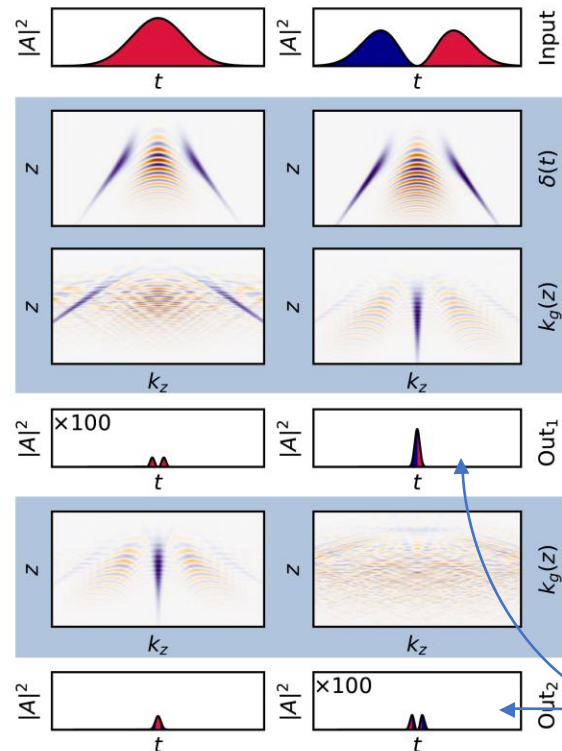 |A|² |A|² Input
t t
z z δ(t)
z z k_g(z)
k_z k_z
|A|² ×100 |A|² Out₁
t t
z z k_g(z)
k_z k_z
|A|² |A|² ×100 Out₂
t t